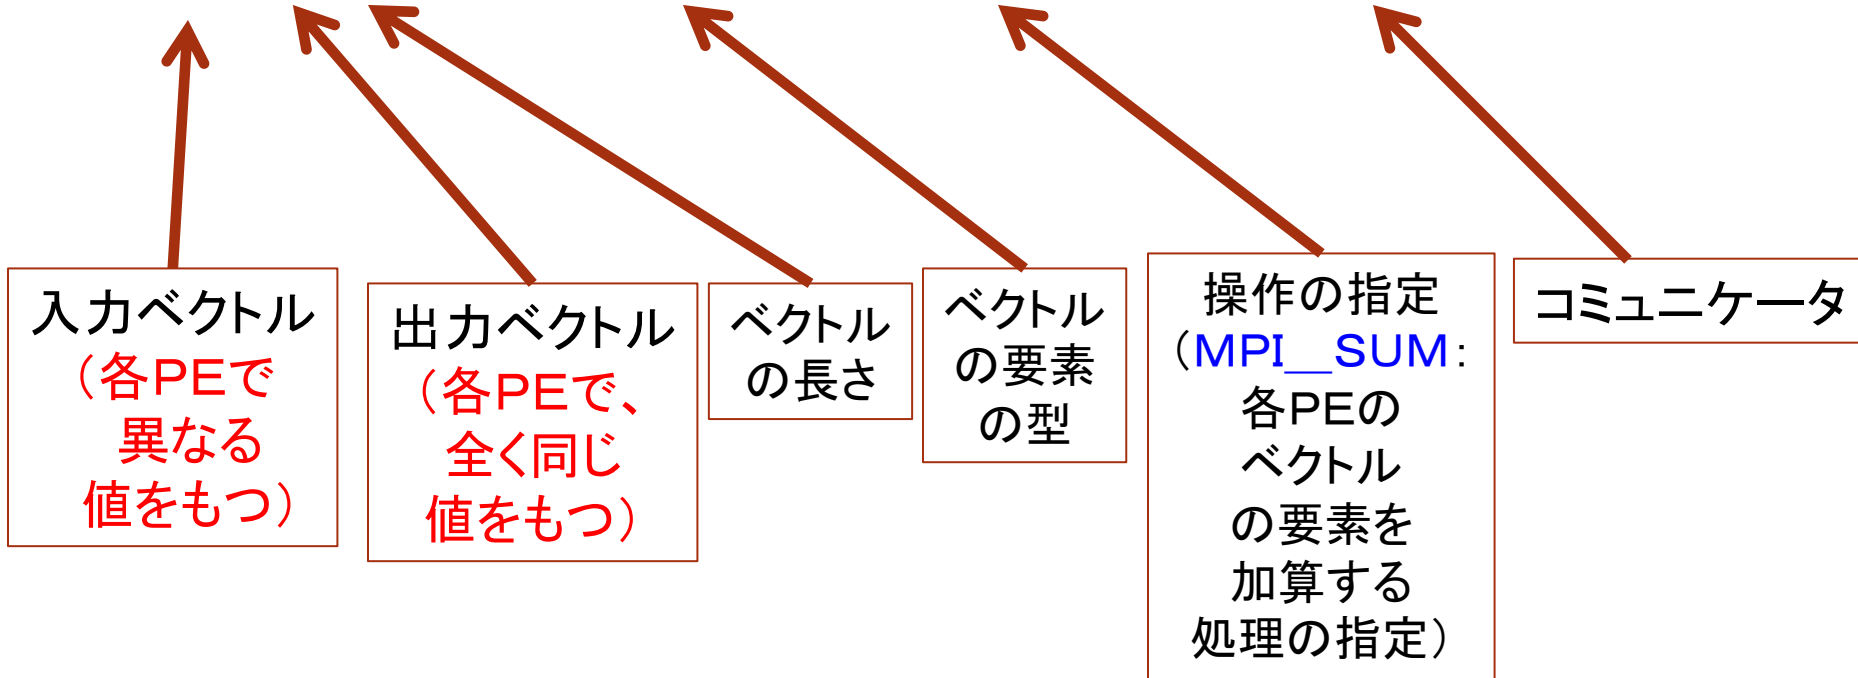 入力ベクトル
（各ＰＥで
異なる
値をもつ）
出力ベクトル
（各ＰＥで、
全く同じ
値をもつ）
ベクトル
の長さ
ベクトル
の要素
の型
操作の指定
（ＭＰＩ＿ＳＵＭ：
各ＰＥの
ベクトル
の要素を
加算する
処理の指定）
コミュニケータ